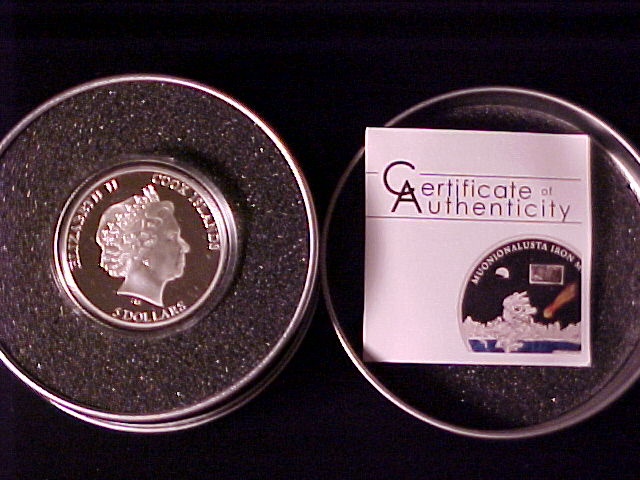 ELIZABETH II
COOK ISLANDS
5 DOLLARS
Certificate of
Authenticity
MUONIONALUSTA IRON M